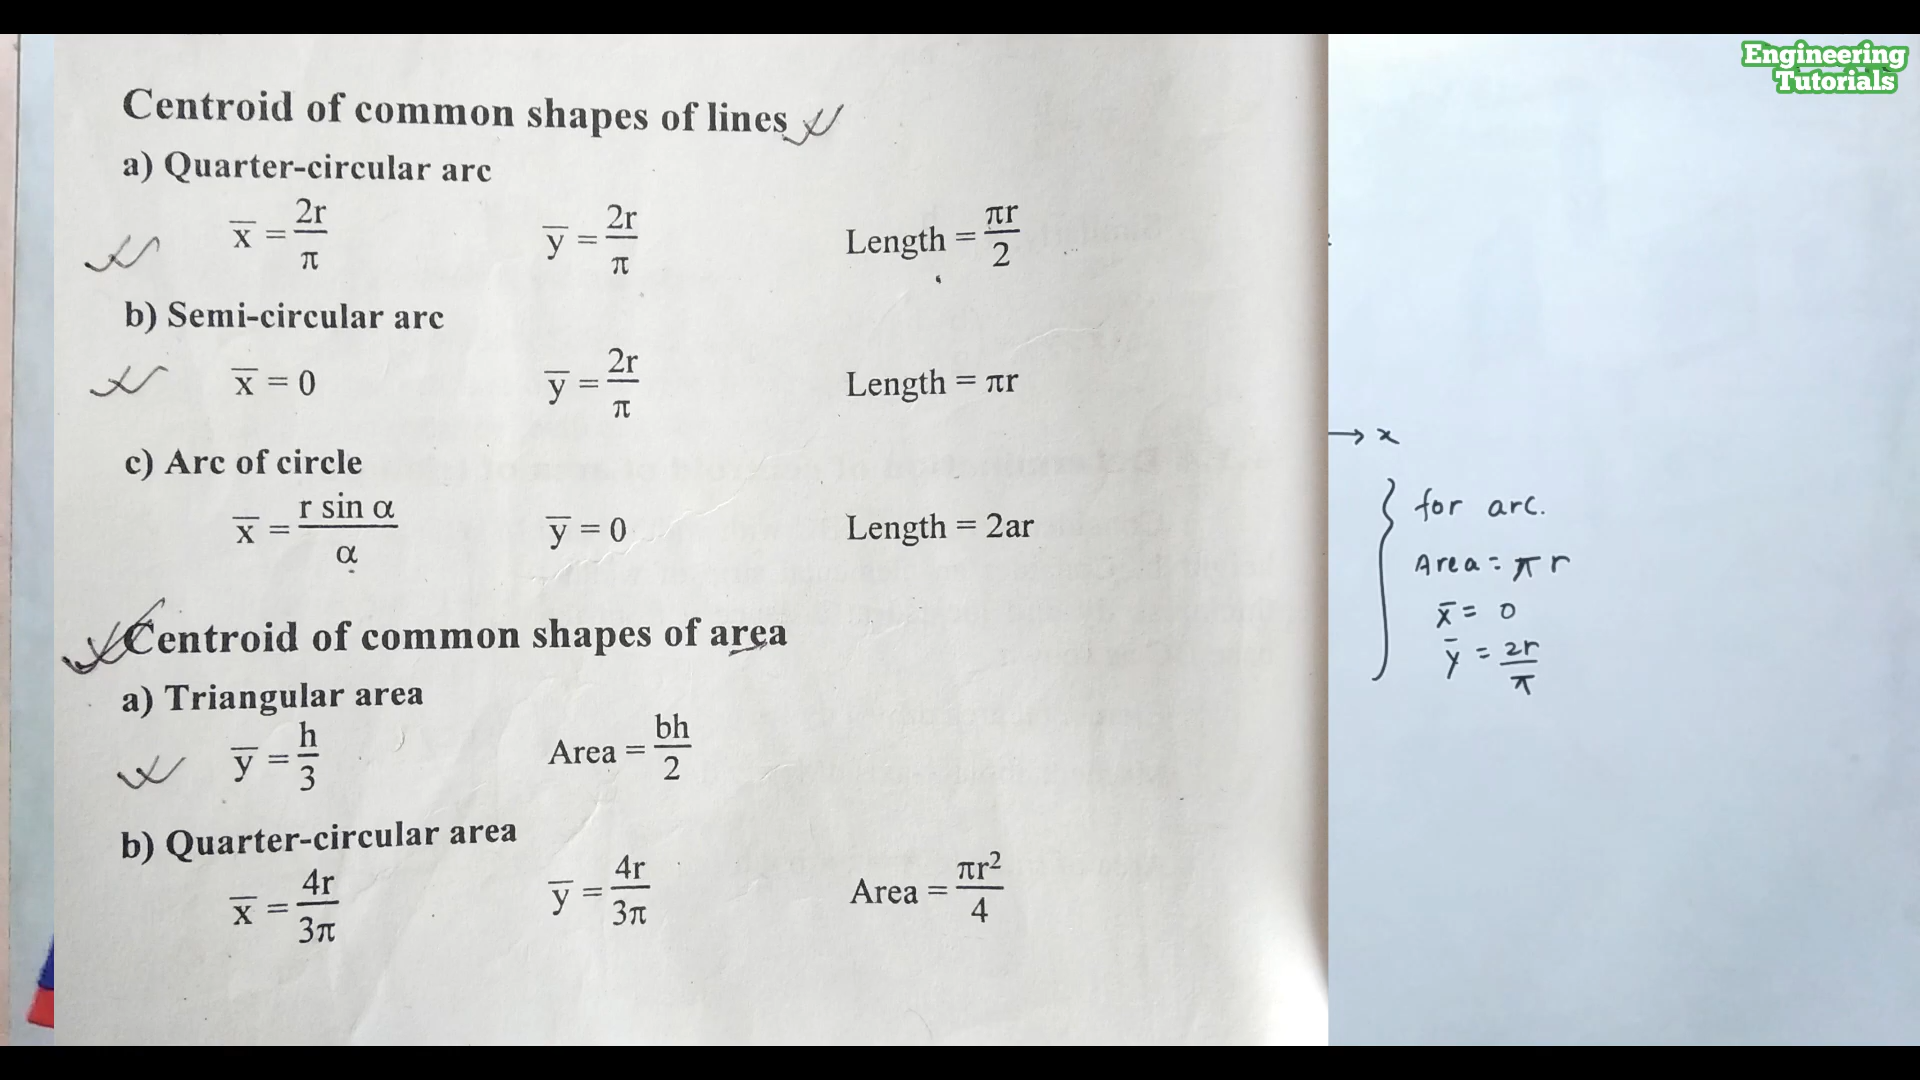 Engineering
Tutorials
Centroid of common shapes of lines
a) Quarter-circular arc
x̅ = 2r/π    y̅ = 2r/π    Length = πr/2
b) Semi-circular arc
x̅ = 0    y̅ = 2r/π    Length = πr
c) Arc of circle
x̅ = r sin α/α    y̅ = 0    Length = 2ar
Centroid of common shapes of area
a) Triangular area
y̅ = h/3    Area = bh/2
b) Quarter-circular area
x̅ = 4r/3π    y̅ = 4r/3π    Area = πr²/4
→ x
for arc.
Area = π r
x̅ = 0
y̅ = 2r/π